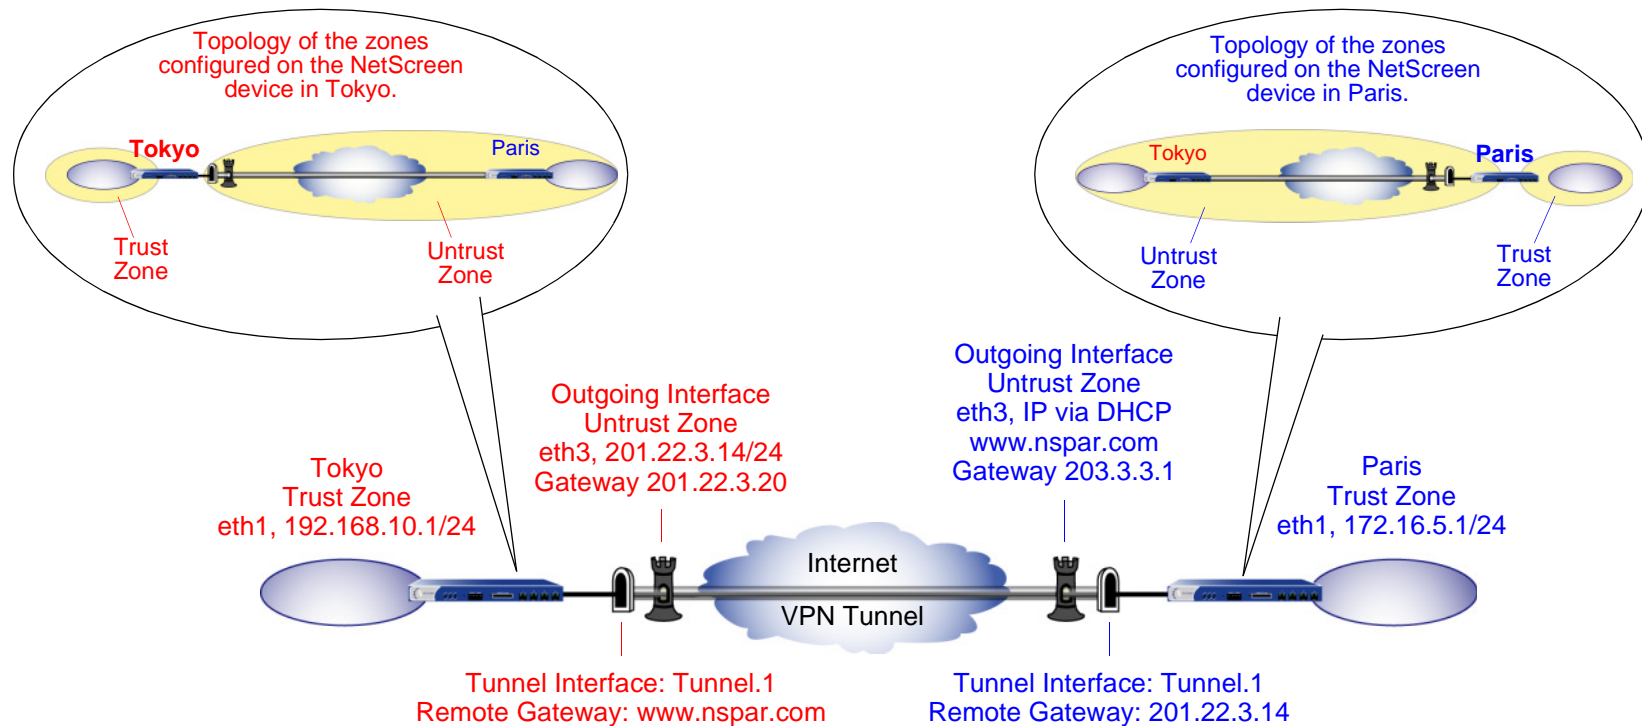 Topology of the zones
configured on the NetScreen
device in Tokyo.
Tokyo
Paris
Trust
Zone
Untrust
Zone
Topology of the zones
configured on the NetScreen
device in Paris.
Tokyo
Paris
Untrust
Zone
Trust
Zone
Tokyo
Trust Zone
eth1, 192.168.10.1/24
Outgoing Interface
Untrust Zone
eth3, 201.22.3.14/24
Gateway 201.22.3.20
Outgoing Interface
Untrust Zone
eth3, IP via DHCP
www.nspar.com
Gateway 203.3.3.1
Paris
Trust Zone
eth1, 172.16.5.1/24
Internet
VPN Tunnel
Tunnel Interface: Tunnel.1
Remote Gateway: www.nspar.com
Tunnel Interface: Tunnel.1
Remote Gateway: 201.22.3.14